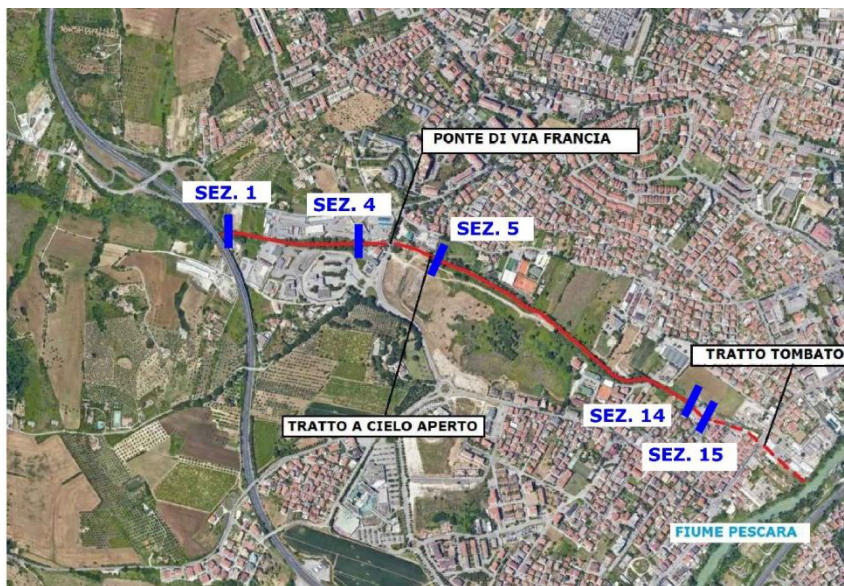 PONTE DI VIA FRANCIA
SEZ. 1
SEZ. 4
SEZ. 5
TRATTO TOMBATO
TRATTO A CIELO APERTO
SEZ. 14
SEZ. 15
FIUME PESCARA